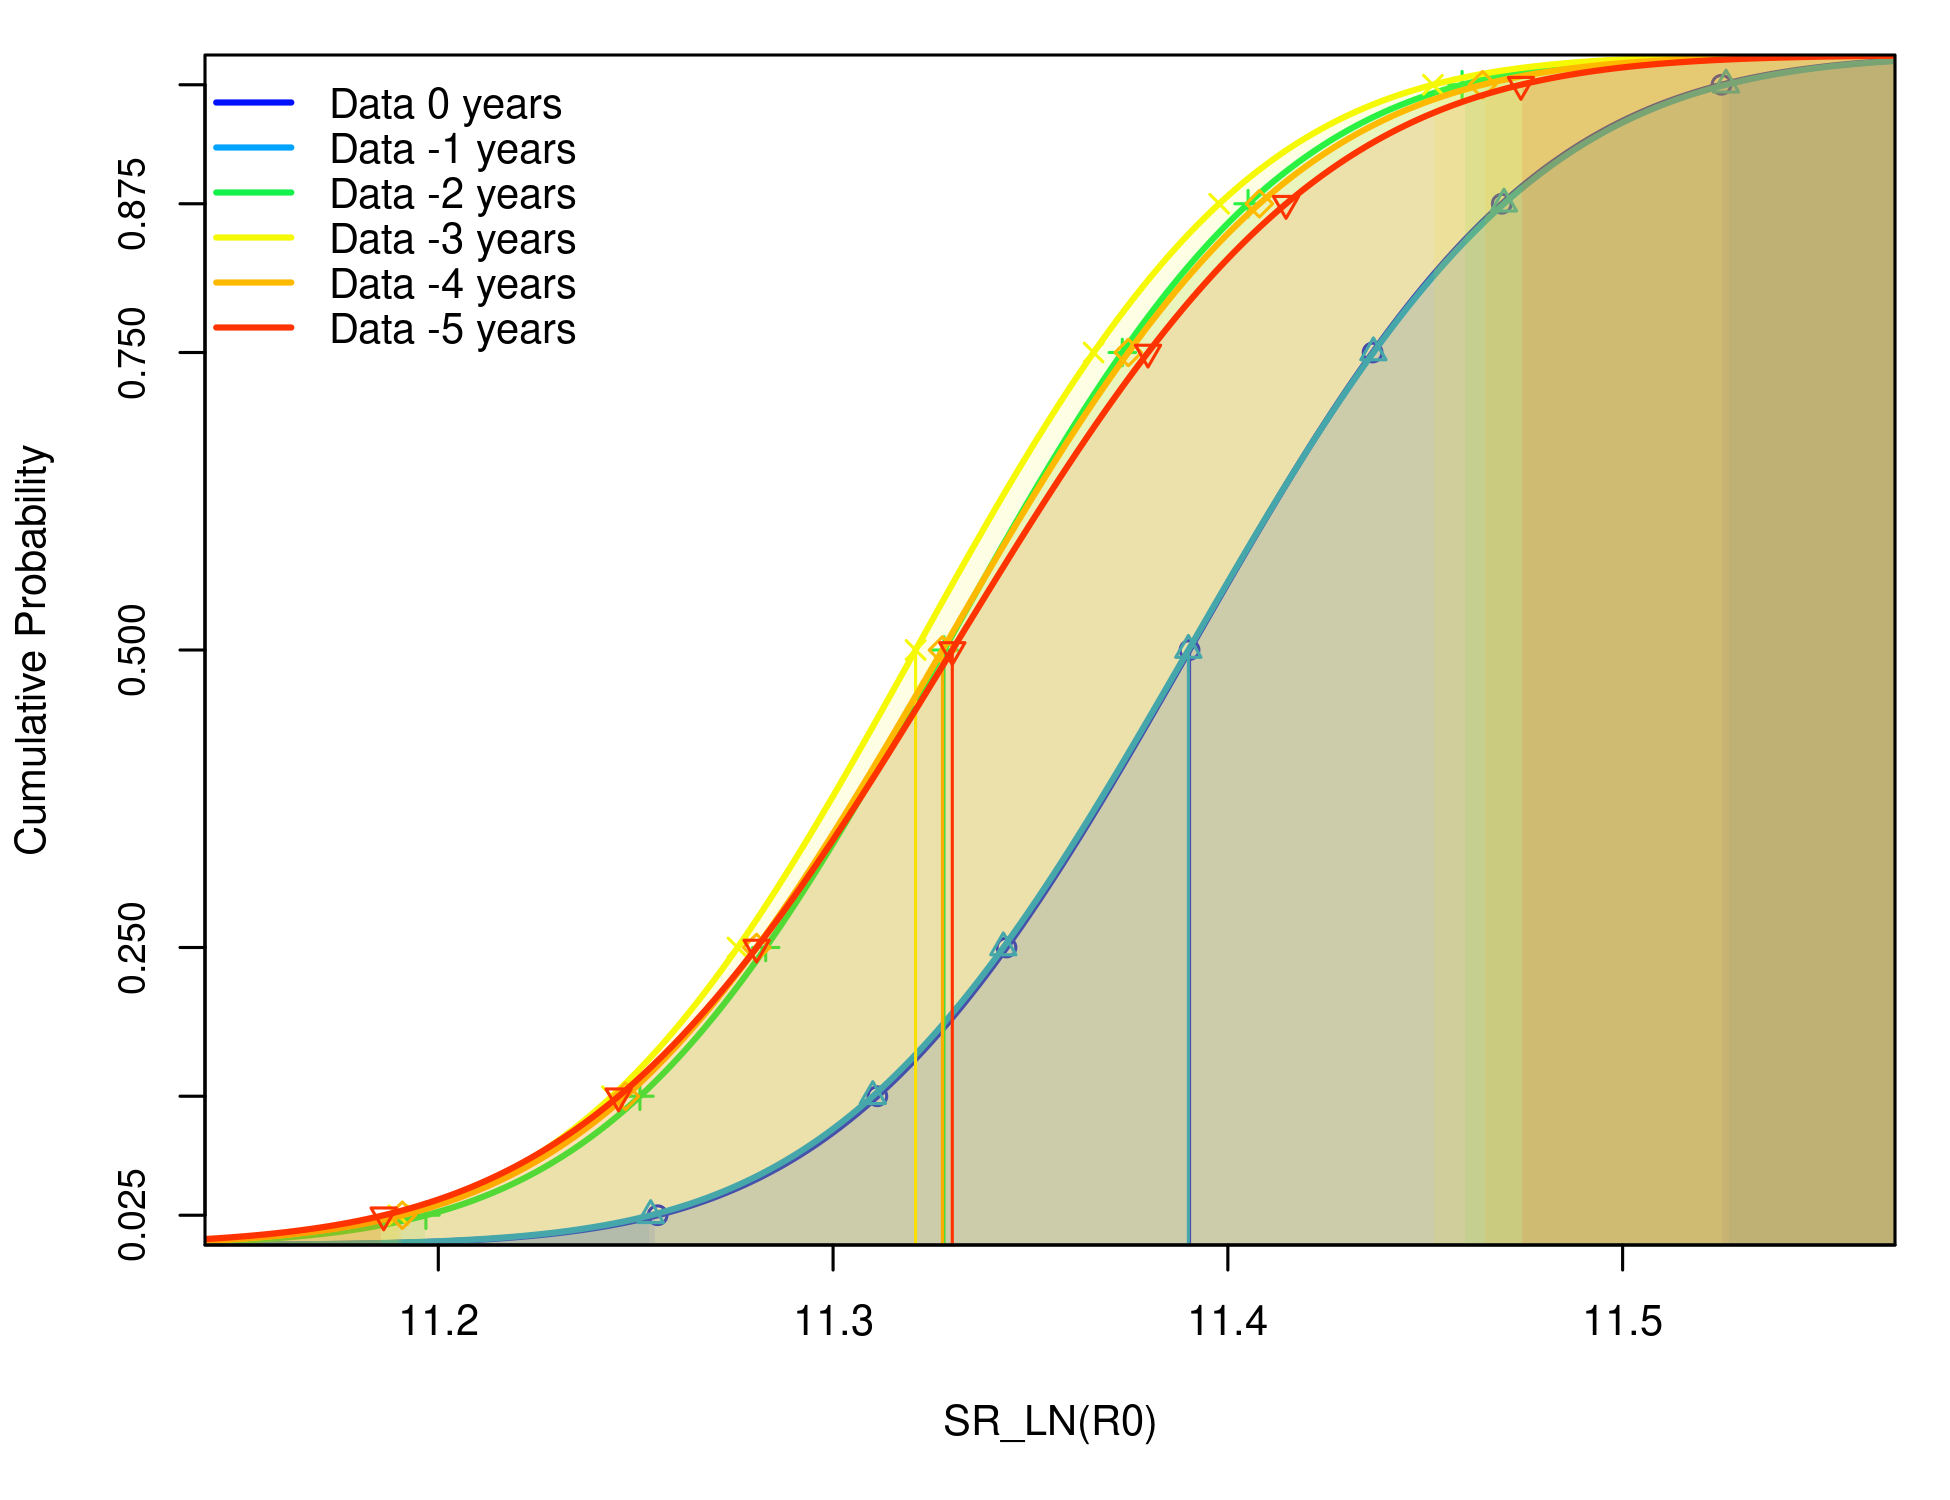 Data 0 years
Data -1 years
Data -2 years
Data -3 years
Data -4 years
Data -5 years
Cumulative Probability
0.875
0.750
0.500
0.250
0.025
11.2
11.3
11.4
11.5
SR_LN(R0)